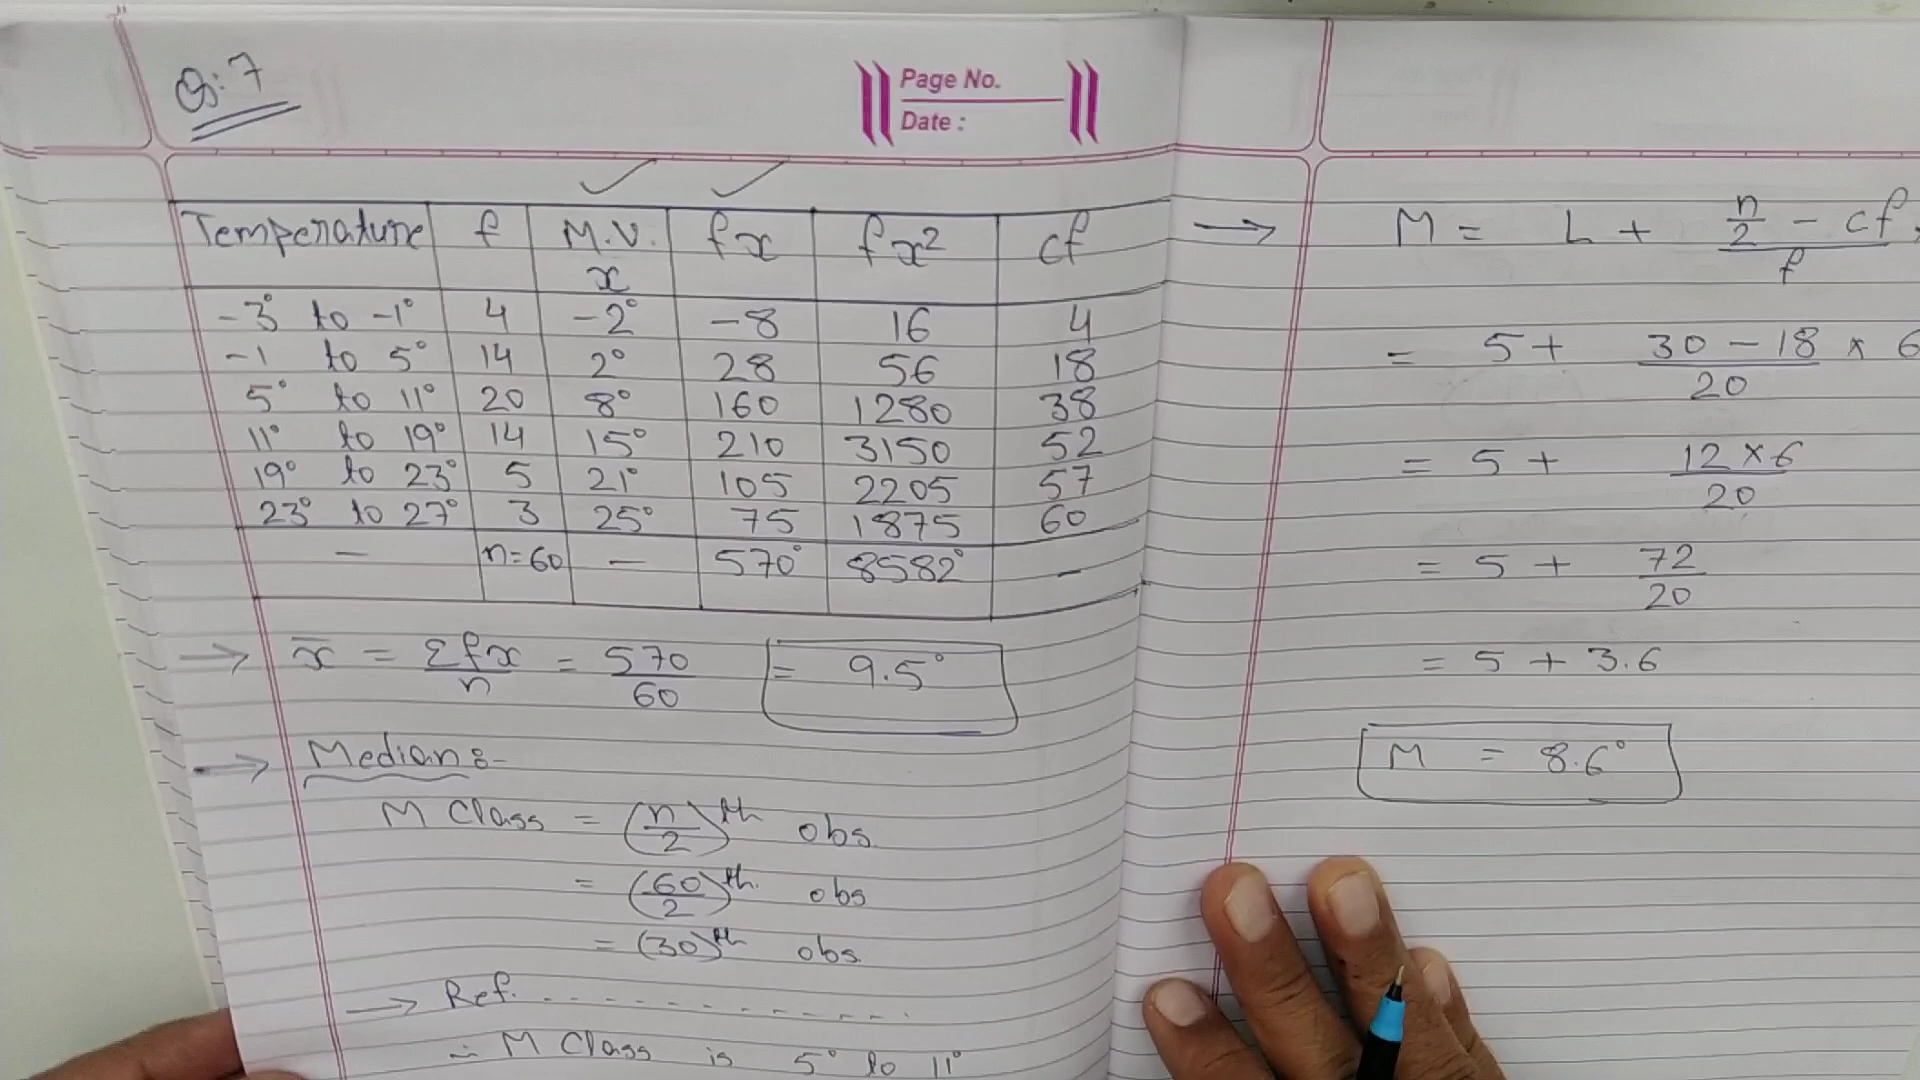 Q:7
Page No.
Date :
Temperature f M.V. x fx fx² cf
-3° to -1° 4 -2° -8 16 4
-1 to 5° 14 2° 28 56 18
5° to 11° 20 8° 160 1280 38
11° to 19° 14 15° 210 3150 52
19° to 23° 5 21° 105 2205 57
23° to 27° 3 25° 75 1875 60
— n=60 — 570° 8582° —
→ x̄ = Σfx/n = 570/60 = 9.5°
→ Median:-
M Class = (n/2)th obs.
= (60/2)th. obs
= (30)th obs.
→ Ref. - - - - - - - - - - - -
∴ M Class is 5° to 11°
→ M = L + n/2 - cf/f
= 5 + 30 - 18/20 × 6
= 5 + 12 × 6/20
= 5 + 72/20
= 5 + 3.6
M = 8.6°